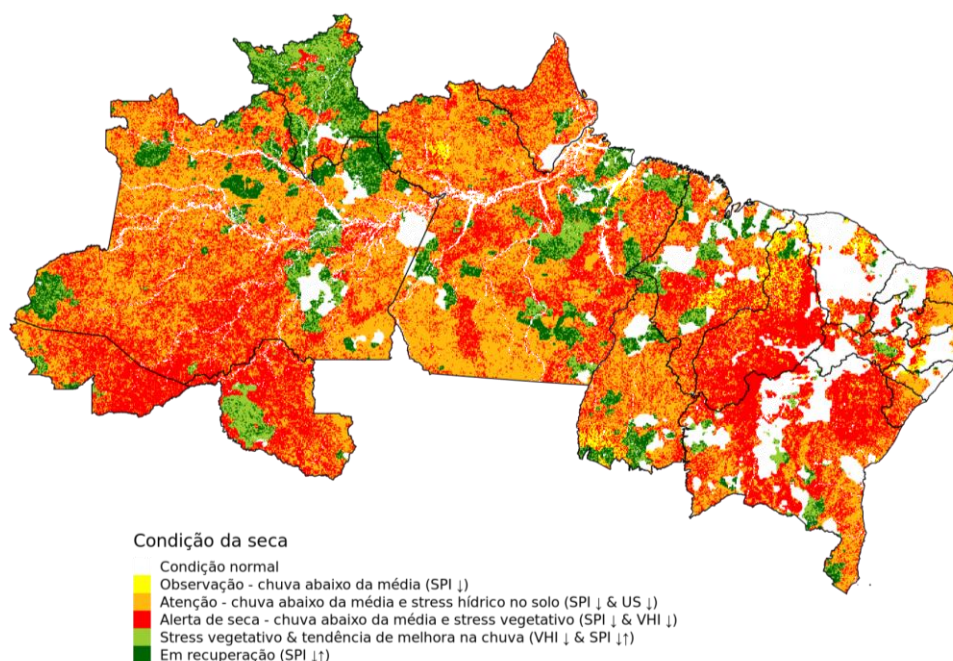 Condição da seca
Condição normal
Observação - chuva abaixo da média (SPI ↓)
Atenção - chuva abaixo da média e stress hídrico no solo (SPI ↓ & US ↓)
Alerta de seca - chuva abaixo da média e stress vegetativo (SPI ↓ & VHI ↓)
Stress vegetativo & tendência de melhora na chuva (VHI ↓ & SPI ↓↑)
Em recuperação (SPI ↓↑)